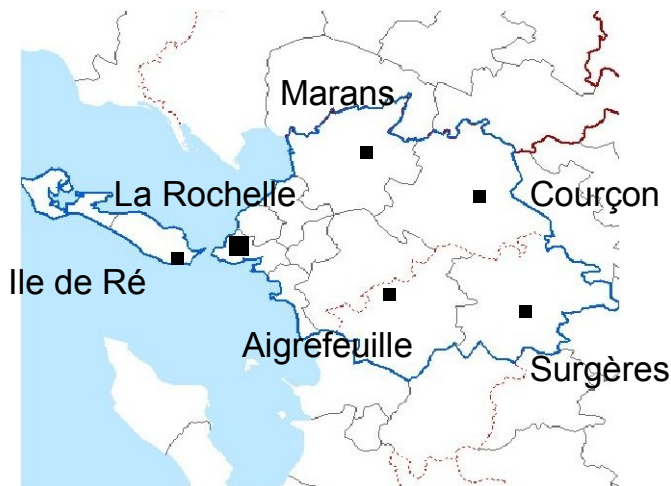 Marans
La Rochelle
Courçon
Ile de Ré
Aigrefeuille
Surgères